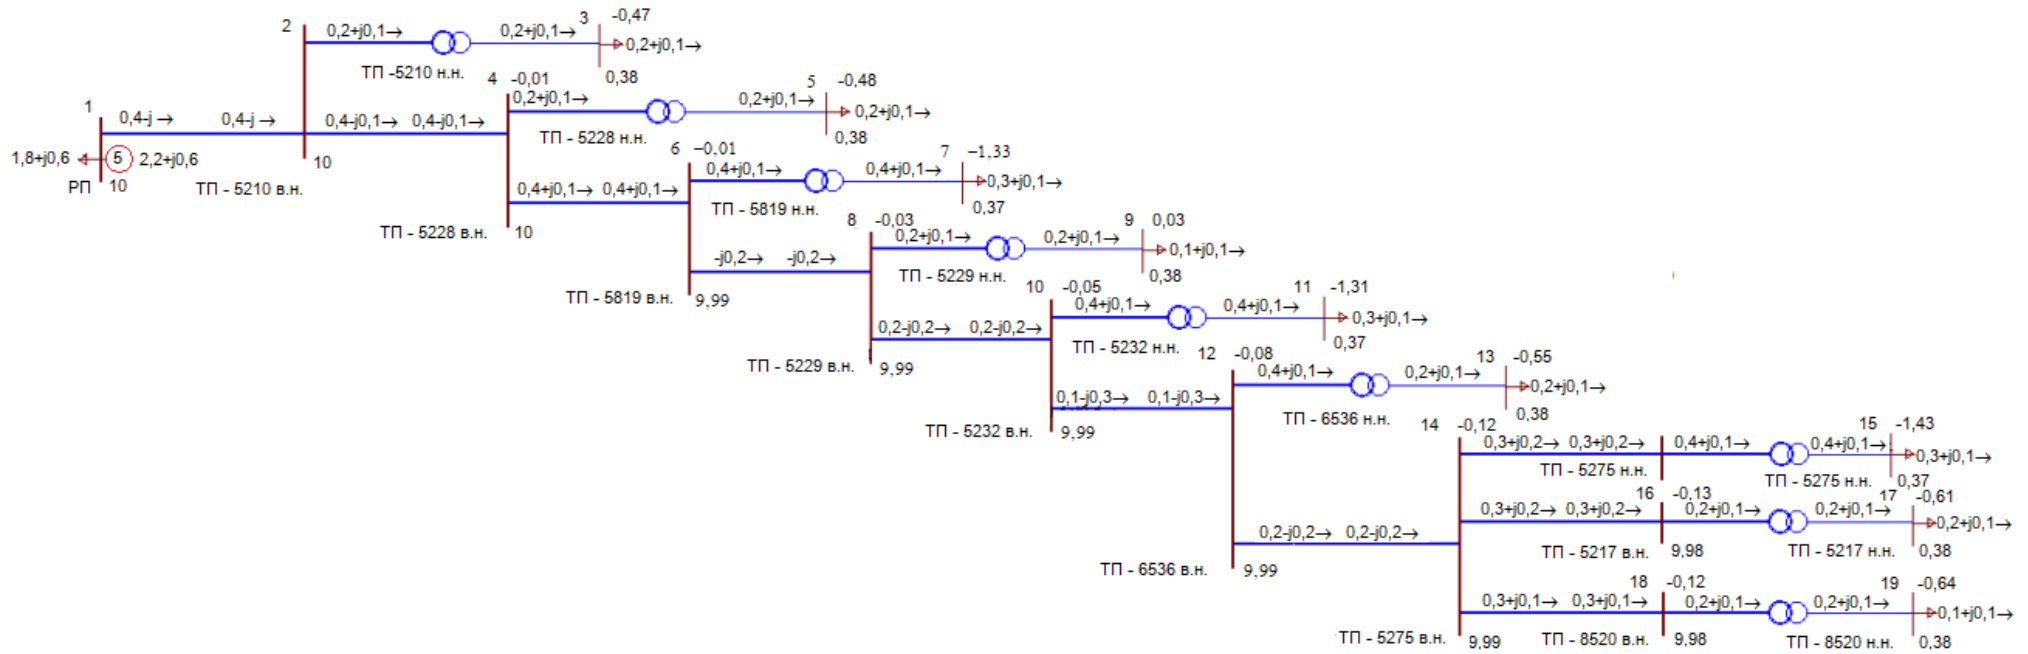 3 -0,47
2 0,2+j0,1→ 0,2+j0,1→
0,2+j0,1→
ТП -5210 н.н. 0,38
4 -0,01 5 -0,48
1 0,2+j0,1→ 0,2+j0,1→
0,4-j → 0,4-j → 0,4-j0,1→ 0,4-j0,1→ 0,2+j0,1→
ТП - 5228 н.н. 0,38
6 -0,01 7 –1,33
1,8+j0,6 5 2,2+j0,6 10 0,4+j0,1→ 0,4+j0,1→
РП 10 ТП - 5210 в.н. 0,4+j0,1→ 0,4+j0,1→ 0,3+j0,1→
ТП - 5819 н.н. 0,37
8 -0,03 9 0,03
ТП - 5228 в.н. 10 0,2+j0,1→ 0,2+j0,1→
-j0,2→ -j0,2→ 0,1+j0,1→
ТП - 5229 н.н. 0,38
10 -0,05 11 -1,31
ТП - 5819 в.н. 9,99 0,4+j0,1→ 0,4+j0,1→
0,2-j0,2→ 0,2-j0,2→ 0,3+j0,1→
ТП - 5232 н.н. 0,37
12 -0,08 13 -0,55
ТП - 5229 в.н. 9,99 0,4+j0,1→ 0,2+j0,1→
0,1-j0,3→ 0,1-j0,3→ 0,2+j0,1→
ТП - 6536 н.н. 0,38
14 -0,12 15 -1,43
ТП - 5232 в.н. 9,99 0,3+j0,2→ 0,3+j0,2→ 0,4+j0,1→ 0,4+j0,1→
0,3+j0,1→
ТП - 5275 н.н. ТП - 5275 н.н. 0,37
16 -0,13 17 -0,61
0,3+j0,2→ 0,3+j0,2→ 0,2+j0,1→ 0,2+j0,1→
0,2-j0,2→ 0,2-j0,2→ 0,2+j0,1→
ТП - 5217 в.н. 9,98 ТП - 5217 н.н. 0,38
ТП - 6536 в.н. 9,99
18 -0,12 19 -0,64
0,3+j0,1→ 0,3+j0,1→ 0,2+j0,1→ 0,2+j0,1→
0,1+j0,1→
ТП - 5275 в.н. 9,99 ТП - 8520 в.н. 9,98 ТП - 8520 н.н. 0,38